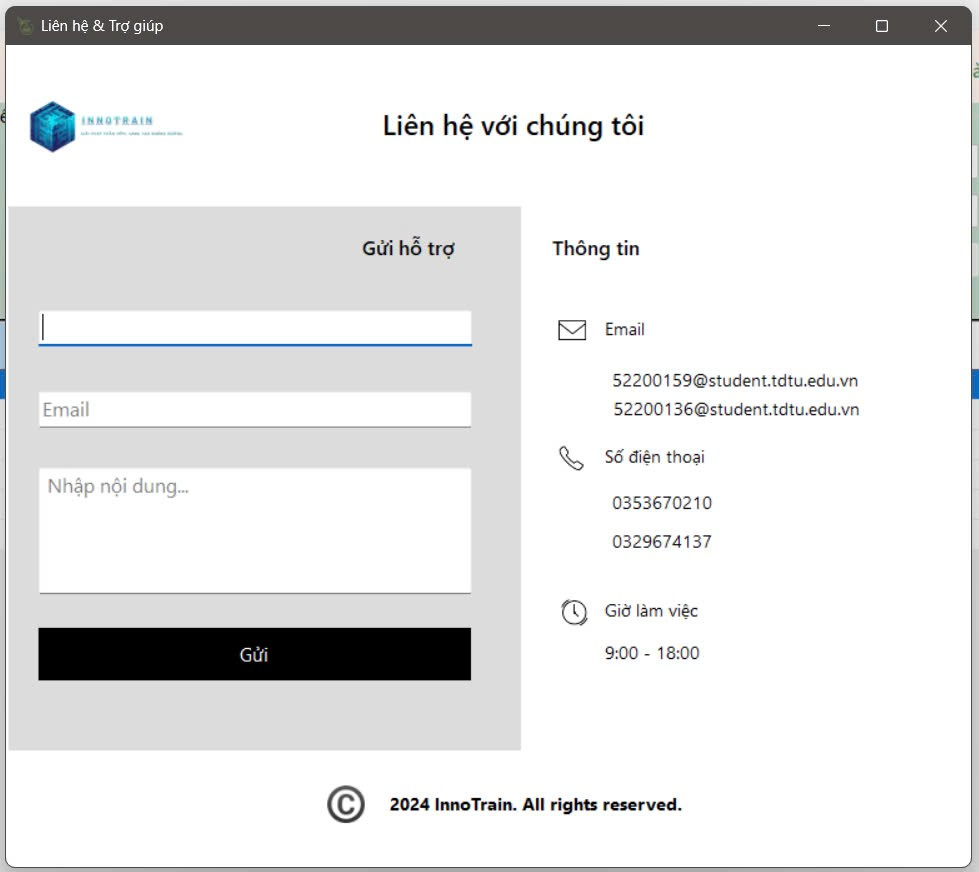 Liên hệ & Trợ giúp
INNOTRAIN
Liên hệ với chúng tôi
Gửi hỗ trợ
Email
Nhập nội dung...
Gửi
Thông tin
Email
52200159@student.tdtu.edu.vn
52200136@student.tdtu.edu.vn
Số điện thoại
0353670210
0329674137
Giờ làm việc
9:00 - 18:00
© 2024 InnoTrain. All rights reserved.